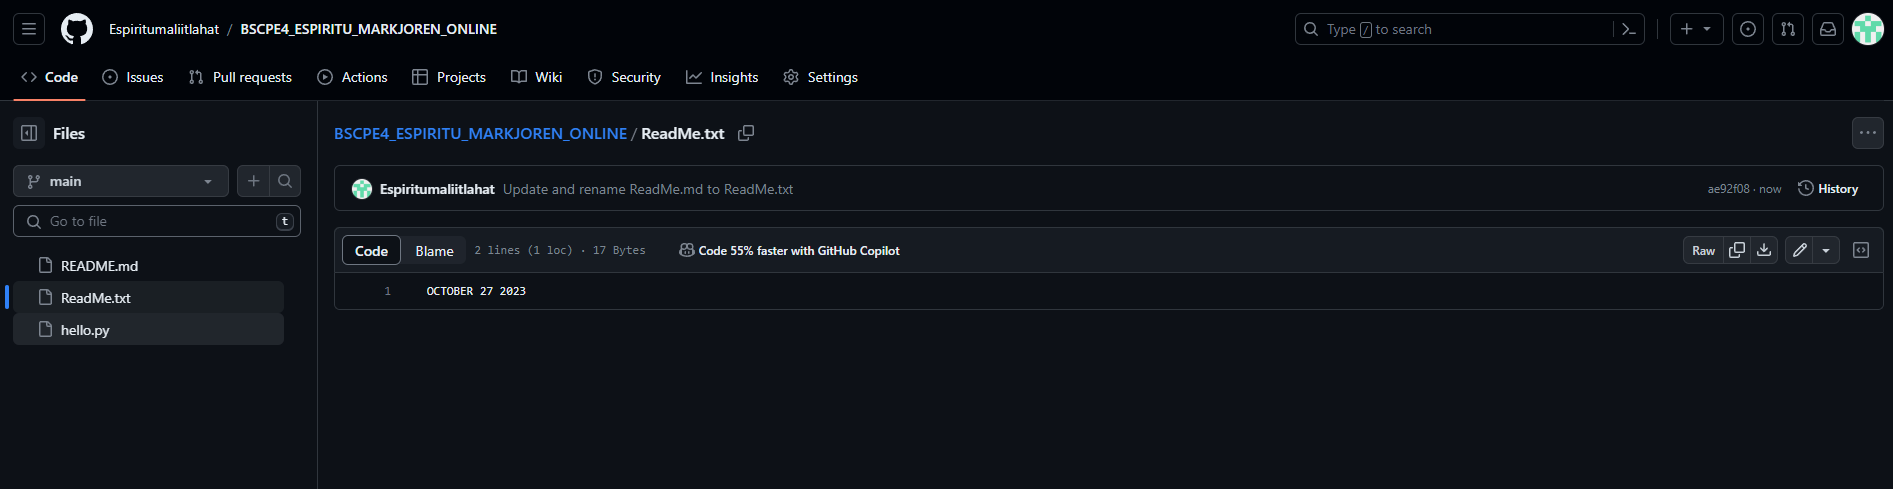 Espiritumaliitlahat / BSCPE4_ESPIRITU_MARKJOREN_ONLINE
Type / to search
Code Issues Pull requests Actions Projects Wiki Security Insights Settings
Files
BSCPE4_ESPIRITU_MARKJOREN_ONLINE / ReadMe.txt
main
Espiritumaliitlahat Update and rename ReadMe.md to ReadMe.txt
ae92f08 · now History
Go to file t
Code Blame 2 lines (1 loc) · 17 Bytes Code 55% faster with GitHub Copilot Raw
README.md
ReadMe.txt
hello.py
1 OCTOBER 27 2023